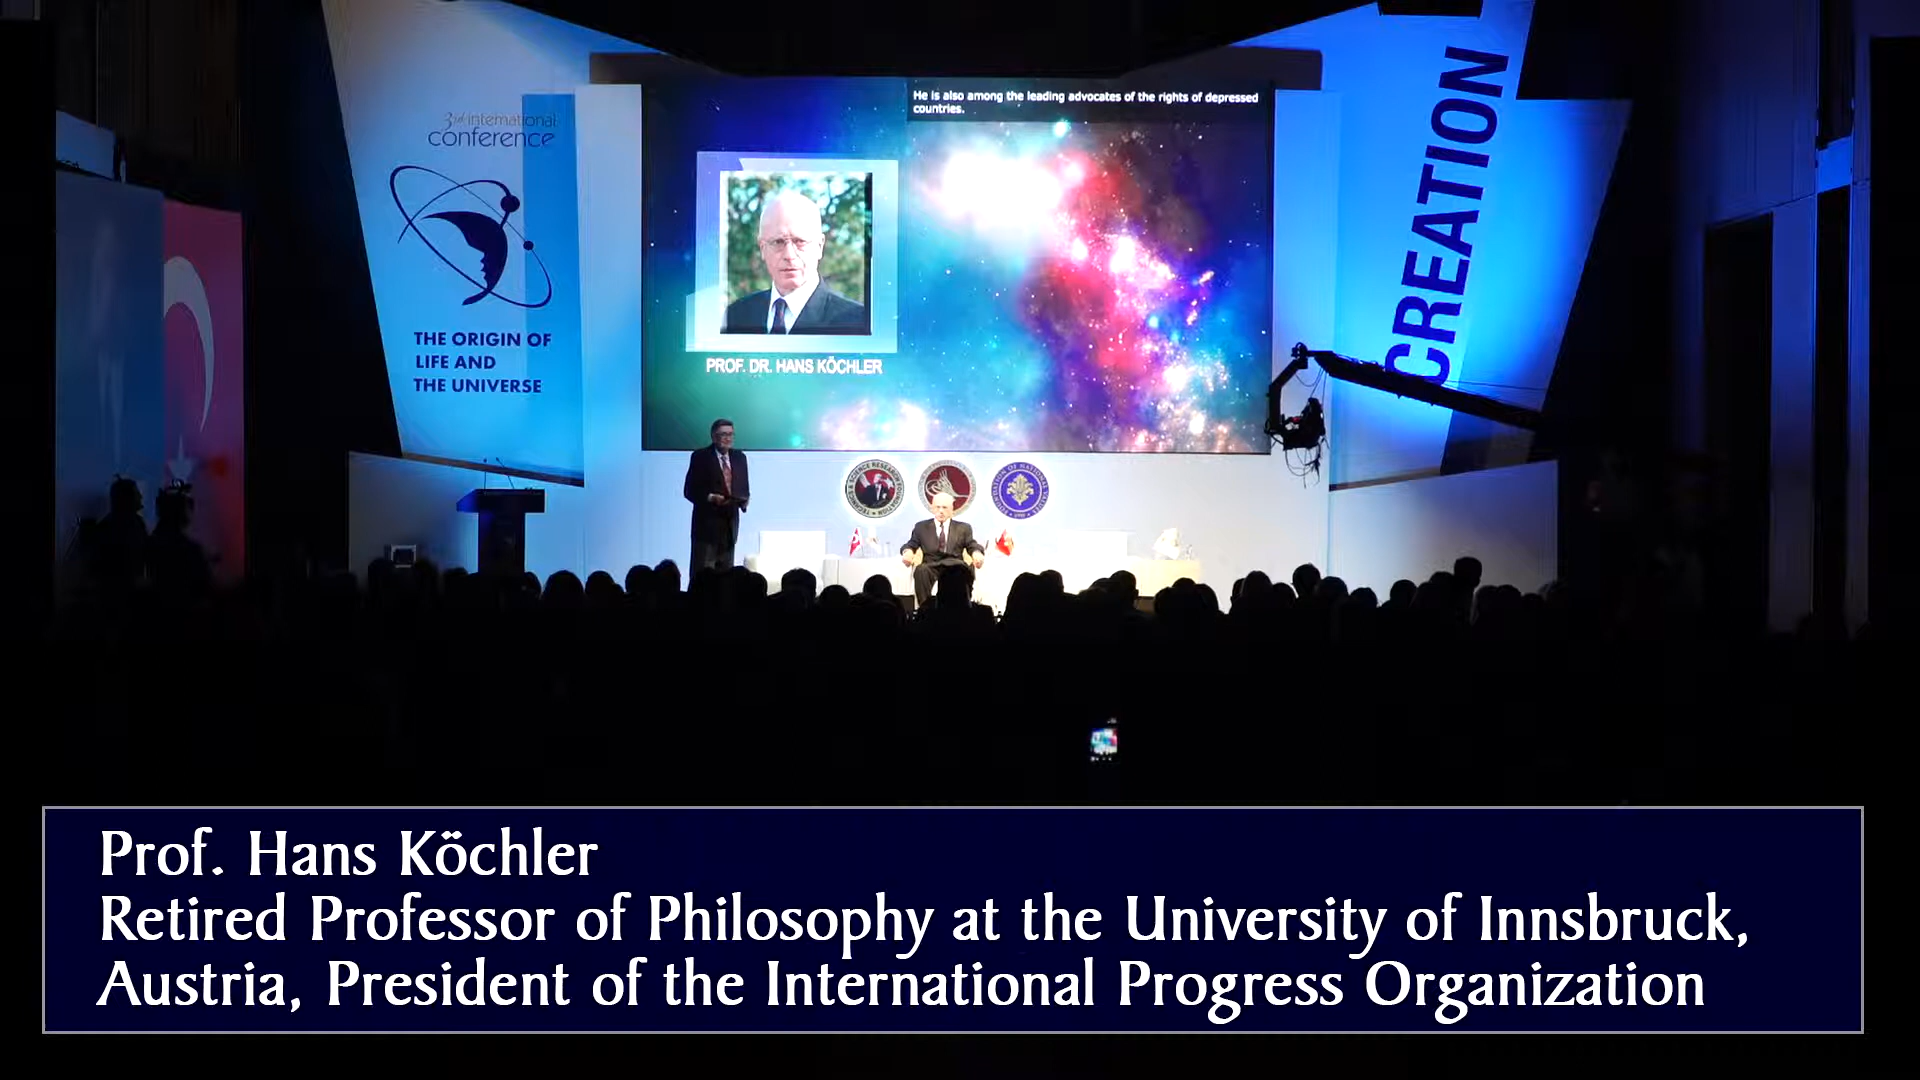 3rd international
conference
THE ORIGIN OF
LIFE AND
THE UNIVERSE
He is also among the leading advocates of the rights of depressed
countries.
PROF. DR. HANS KÖCHLER
CREATION
Prof. Hans Köchler
Retired Professor of Philosophy at the University of Innsbruck,
Austria, President of the International Progress Organization